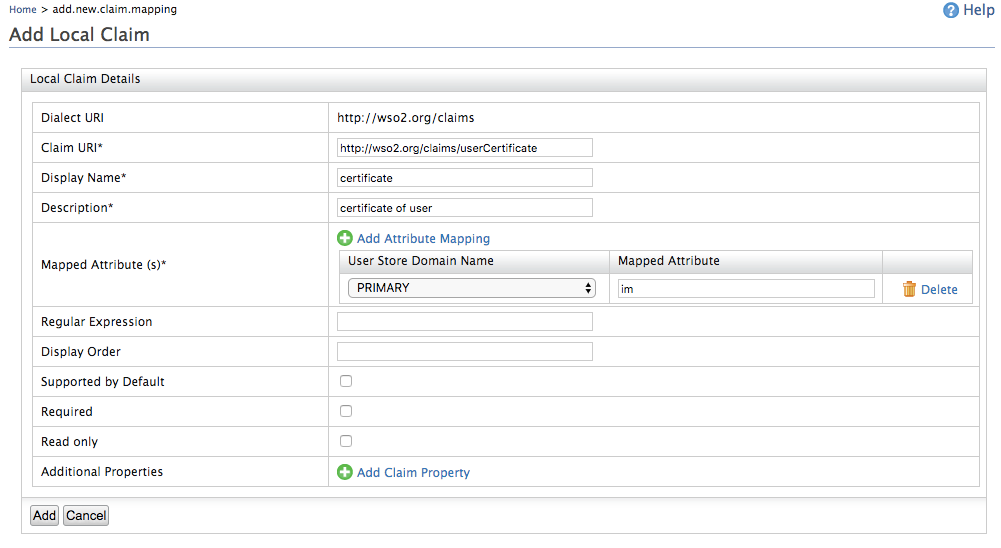 Home > add.new.claim.mapping
Help
Add Local Claim
Local Claim Details
Dialect URI http://wso2.org/claims
Claim URI* http://wso2.org/claims/userCertificate
Display Name* certificate
Description* certificate of user
Add Attribute Mapping
Mapped Attribute (s)*
User Store Domain Name Mapped Attribute
PRIMARY im Delete
Regular Expression
Display Order
Supported by Default
Required
Read only
Additional Properties Add Claim Property
Add Cancel